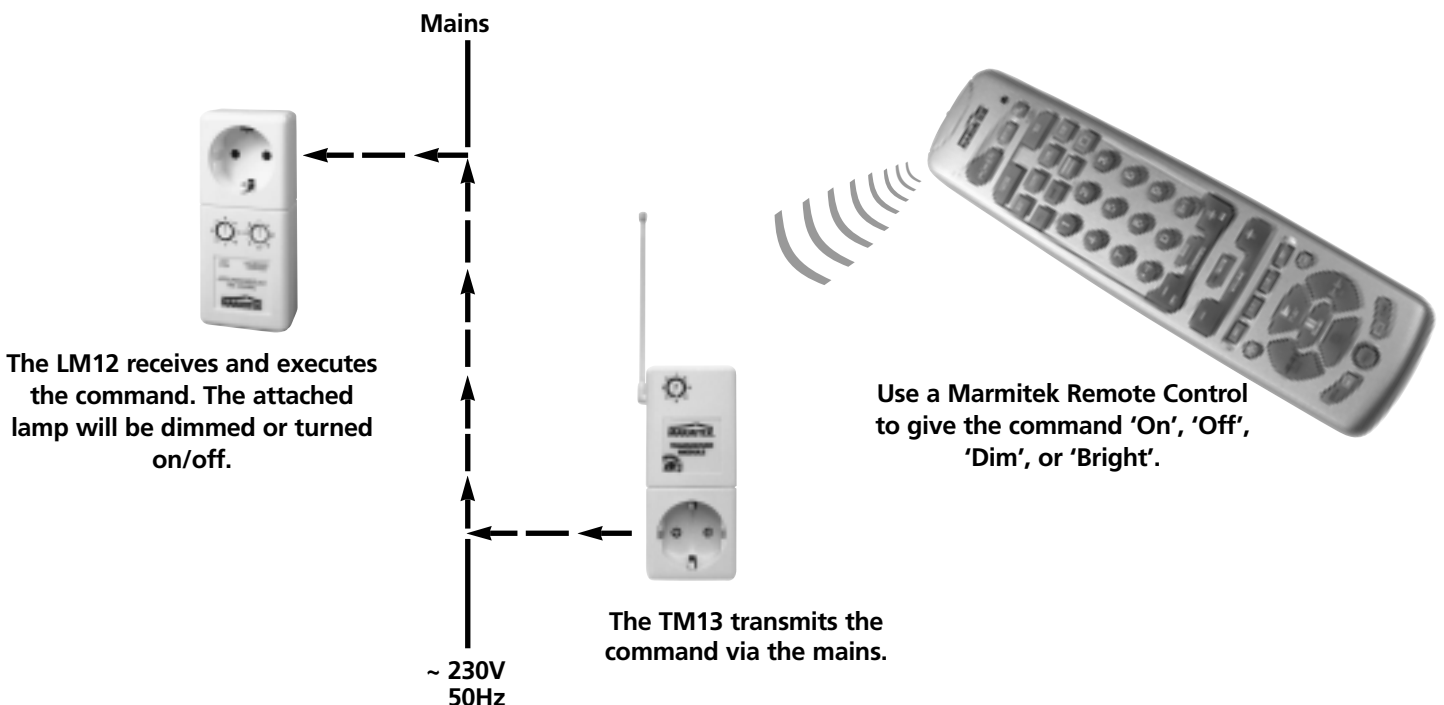 Mains
The LM12 receives and executes
the command. The attached
lamp will be dimmed or turned
on/off.
Use a Marmitek Remote Control
to give the command ‘On’, ‘Off’,
‘Dim’, or ‘Bright’.
The TM13 transmits the
command via the mains.
~ 230V
50Hz